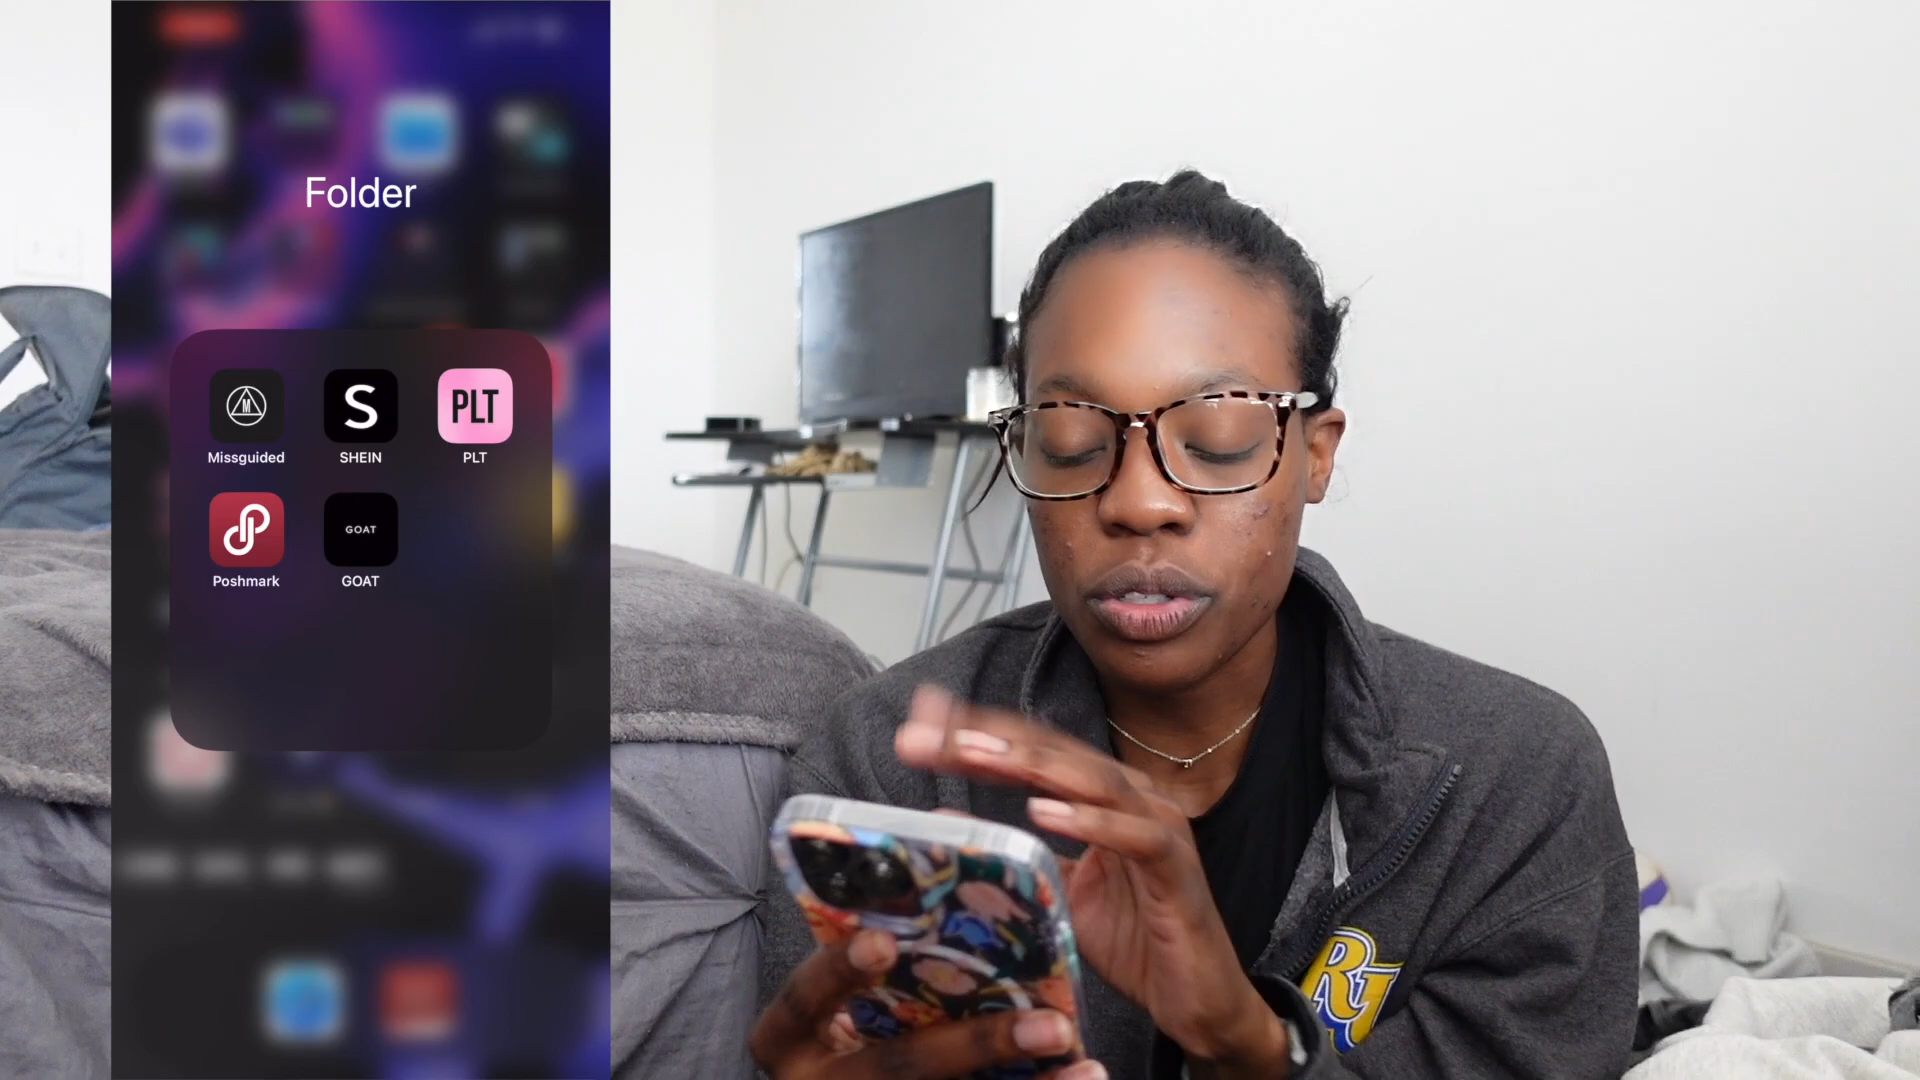 Folder
M
S
PLT
Missguided
SHEIN
PLT
GOAT
Poshmark
GOAT